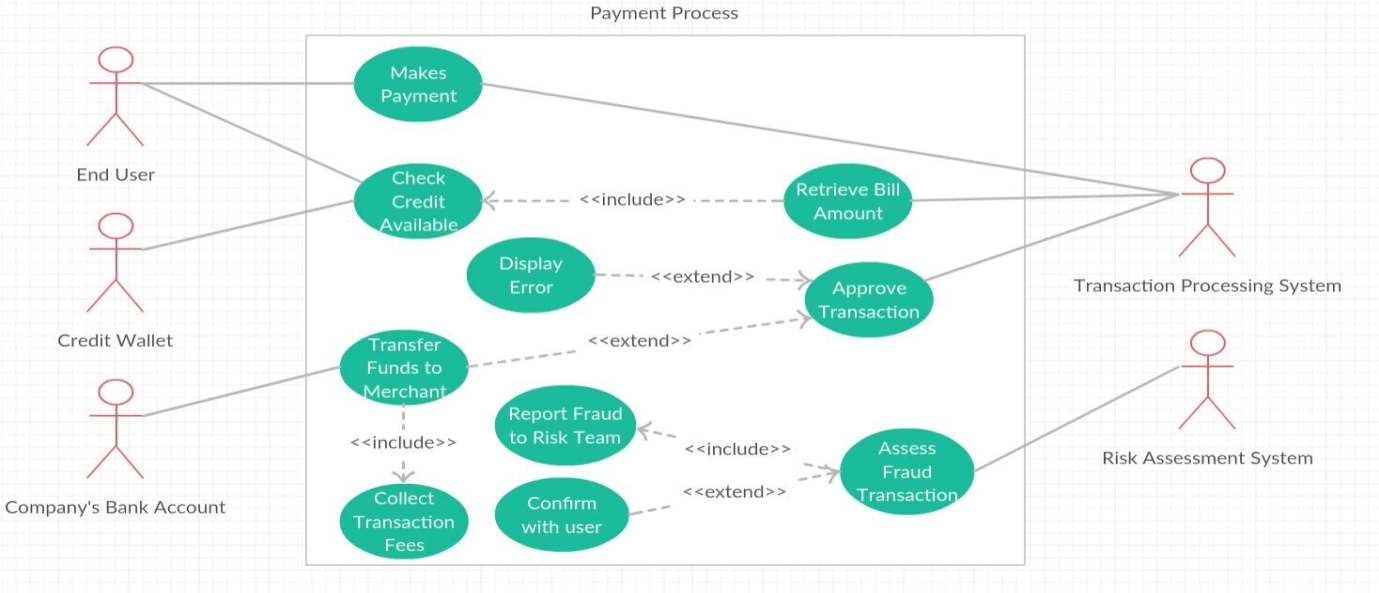 Payment Process
Makes
Payment
End User
Check
Credit
Available
<<include>>
Retrieve Bill
Amount
Credit Wallet
Display
Error
<<extend>>
Approve
Transaction
Transaction Processing System
Transfer
Funds to
Merchant
<<extend>>
Company's Bank Account
<<include>>
Report Fraud
to Risk Team
<<include>>
Assess
Fraud
Transaction
Risk Assessment System
<<extend>>
Confirm
with user
Collect
Transaction
Fees